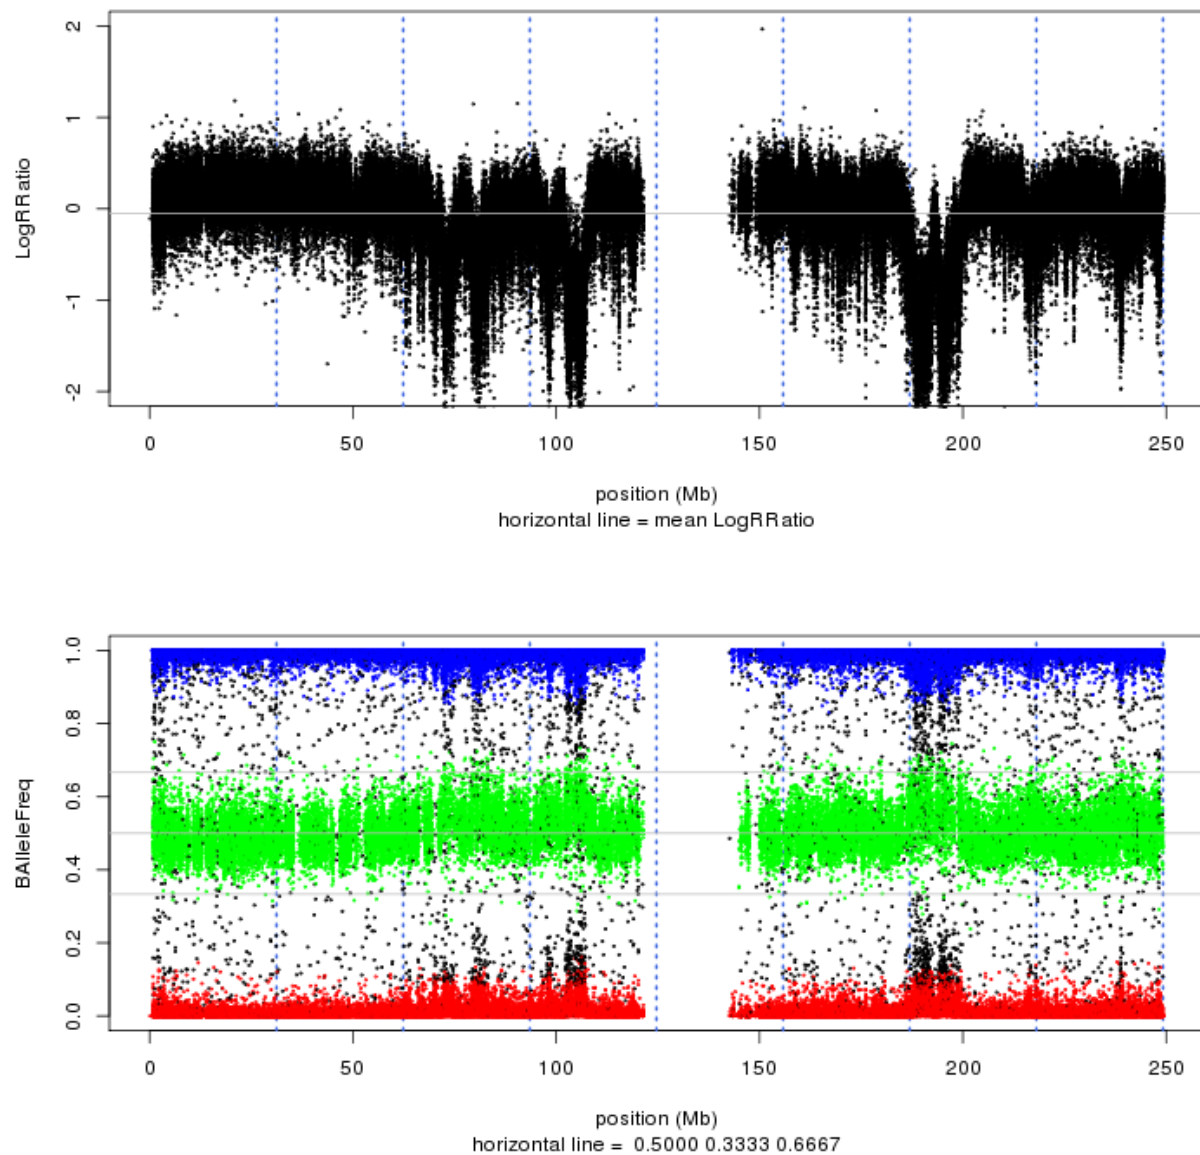 2
1
0
-1
-2
LogRRatio
0 50 100 150 200 250
position (Mb)
horizontal line = mean LogRRatio
1.0
0.8
0.6
0.4
0.2
0.0
BAlleleFreq
0 50 100 150 200 250
position (Mb)
horizontal line = 0.5000 0.3333 0.6667